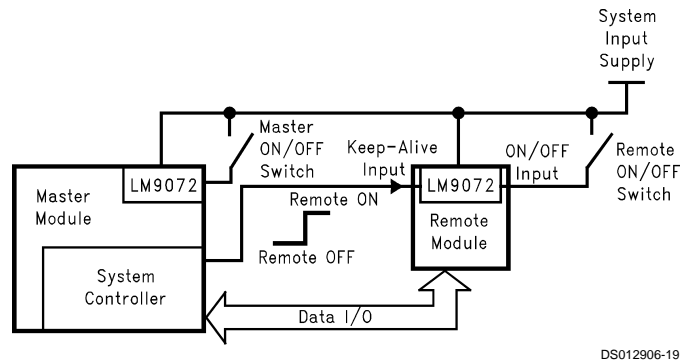 System
Input
Supply
Master
ON/OFF
Switch
Keep-Alive
Input
ON/OFF
Input
Remote
ON/OFF
Switch
LM9072
LM9072
Master
Module
Remote ON
Remote OFF
Remote
Module
System
Controller
Data I/O
DS012906-19